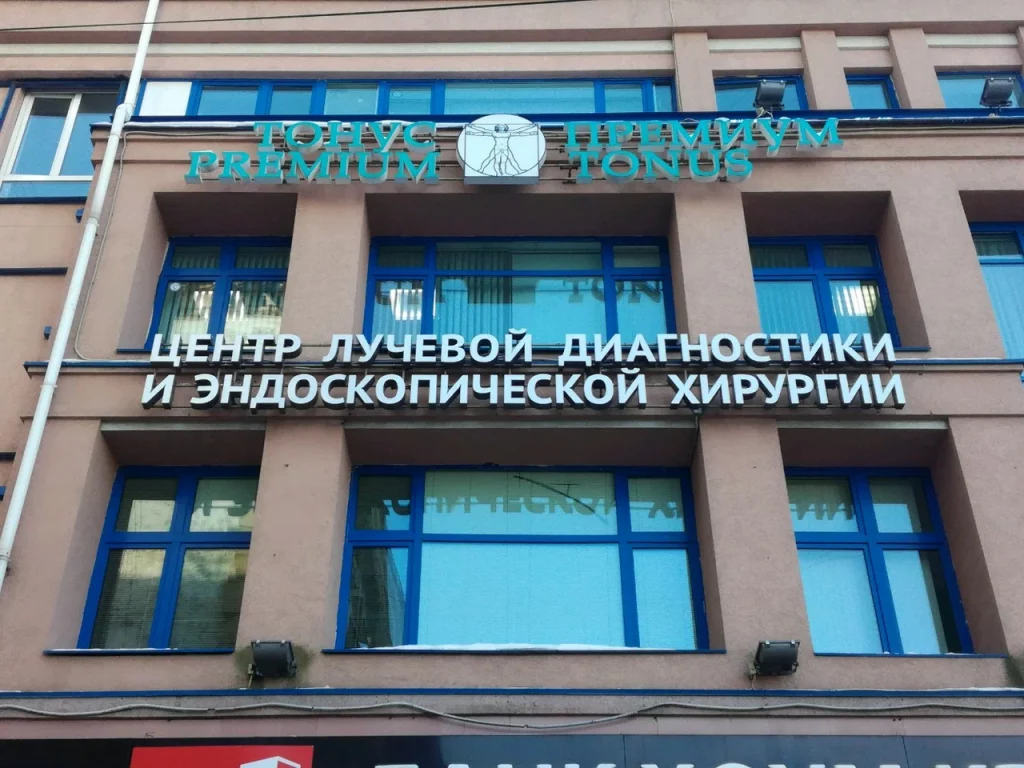 ТОНУС ПРЕМИУМ
PREMIUM TONUS
ЦЕНТР ЛУЧЕВОЙ ДИАГНОСТИКИ
И ЭНДОСКОПИЧЕСКОЙ ХИРУРГИИ